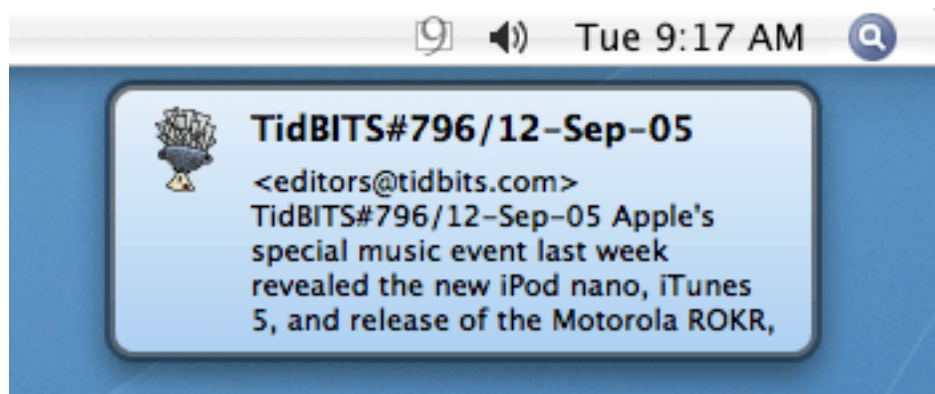 9 Tue 9:17 AM
TidBITS#796/12-Sep-05
<editors@tidbits.com>
TidBITS#796/12-Sep-05 Apple's
special music event last week
revealed the new iPod nano, iTunes
5, and release of the Motorola ROKR,